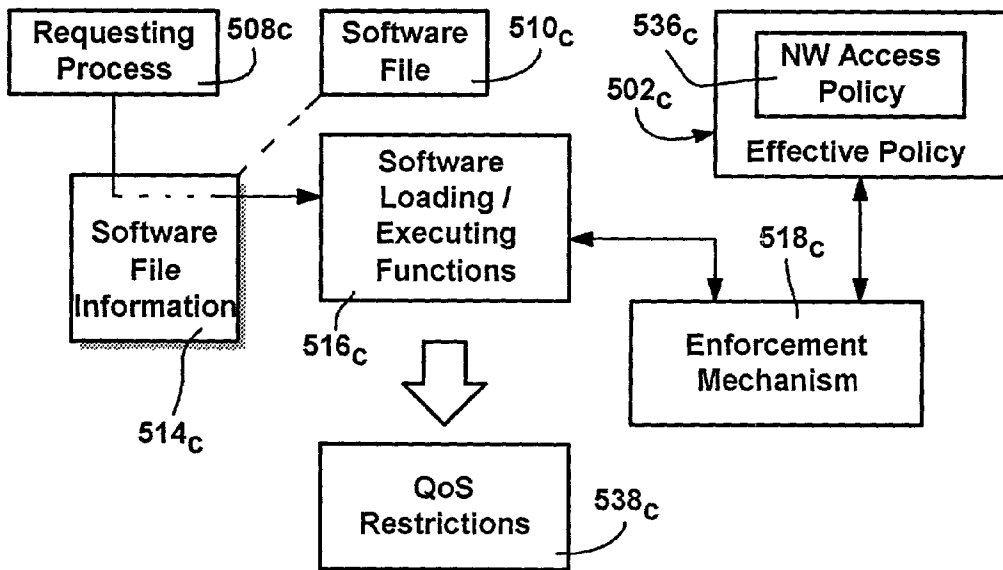 Requesting
Process
508c
Software
File
510c
536c
NW Access
Policy
502c
Effective Policy
Software
File
Information
514c
Software
Loading /
Executing
Functions
516c
518c
Enforcement
Mechanism
QoS
Restrictions
538c